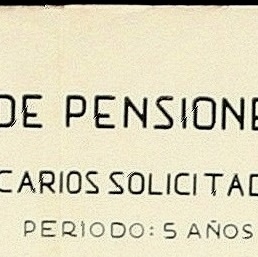 DE PENSIONE
CARIOS SOLICITAD
PERIODO: 5 AÑOS